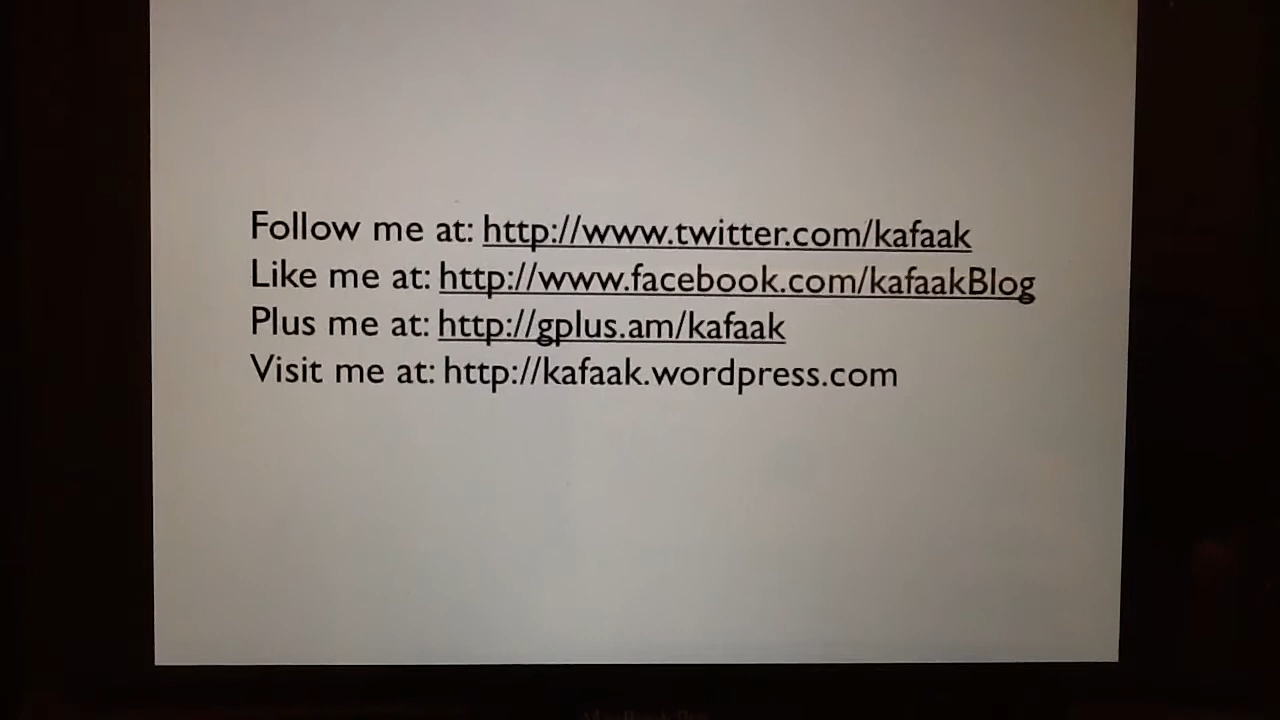 Follow me at: http://www.twitter.com/kafaak
Like me at: http://www.facebook.com/kafaakBlog
Plus me at: http://gplus.am/kafaak
Visit me at: http://kafaak.wordpress.com